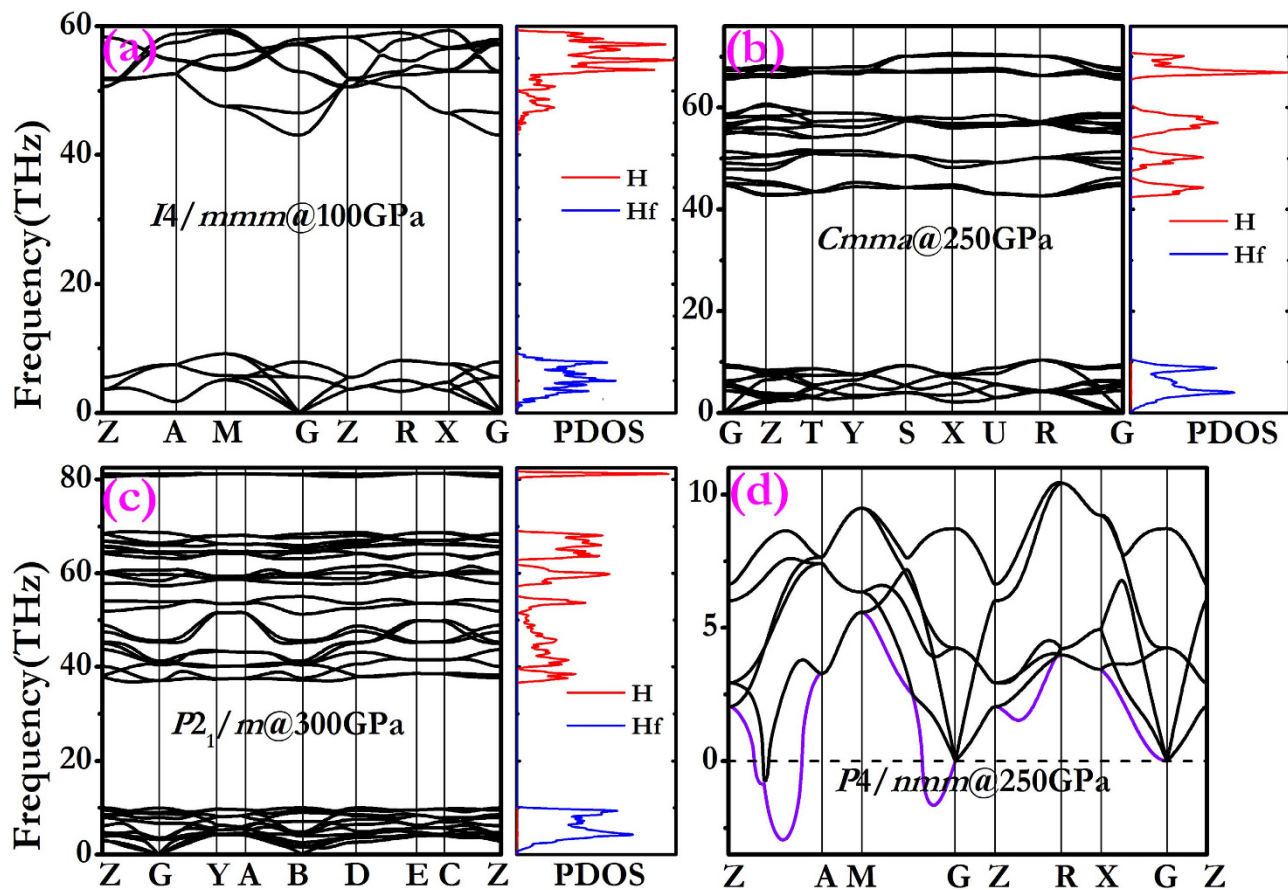 (a)
60
40
20
0
Frequency(THz)
I4/mmm@100GPa
Z A M G Z R X G
H
Hf
PDOS
(b)
60
40
20
0
Cmma@250GPa
G Z T Y S X U R G
H
Hf
PDOS
(c)
80
60
40
20
0
Frequency(THz)
P2₁/m@300GPa
Z G Y A B D E C Z
H
Hf
PDOS
(d)
10
5
0
P4/nmm@250GPa
Z A M G Z R X G Z